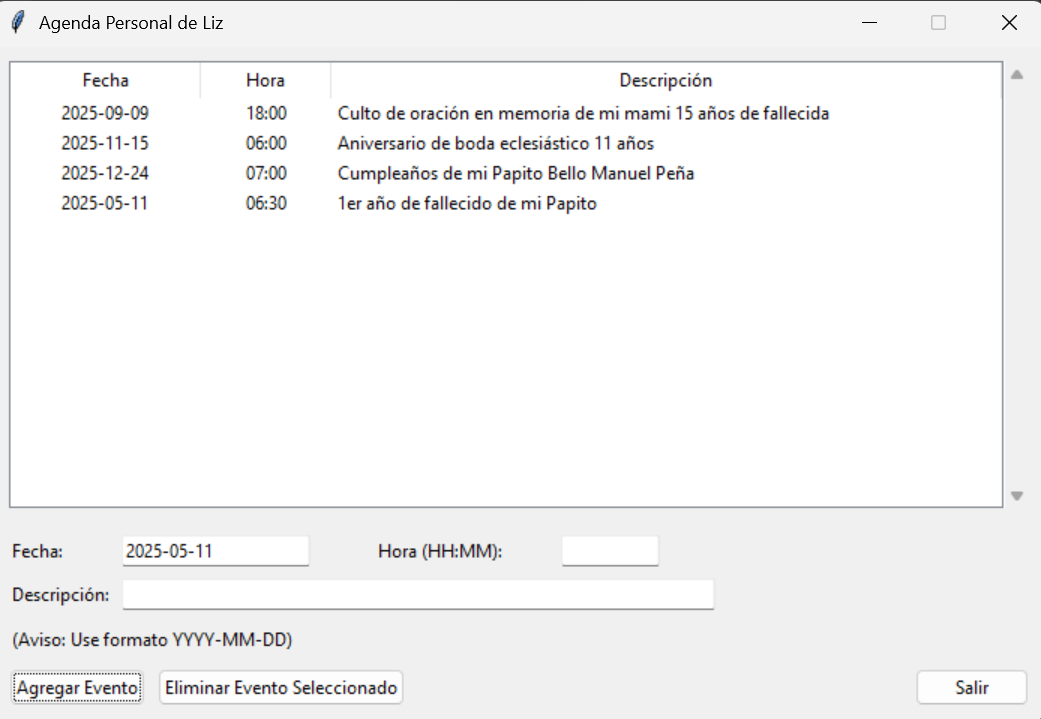 Agenda Personal de Liz
Fecha Hora Descripción
2025-09-09 18:00 Culto de oración en memoria de mi mami 15 años de fallecida
2025-11-15 06:00 Aniversario de boda eclesiástico 11 años
2025-12-24 07:00 Cumpleaños de mi Papito Bello Manuel Peña
2025-05-11 06:30 1er año de fallecido de mi Papito
Fecha: 2025-05-11 Hora (HH:MM):
Descripción:
(Aviso: Use formato YYYY-MM-DD)
Agregar Evento Eliminar Evento Seleccionado Salir